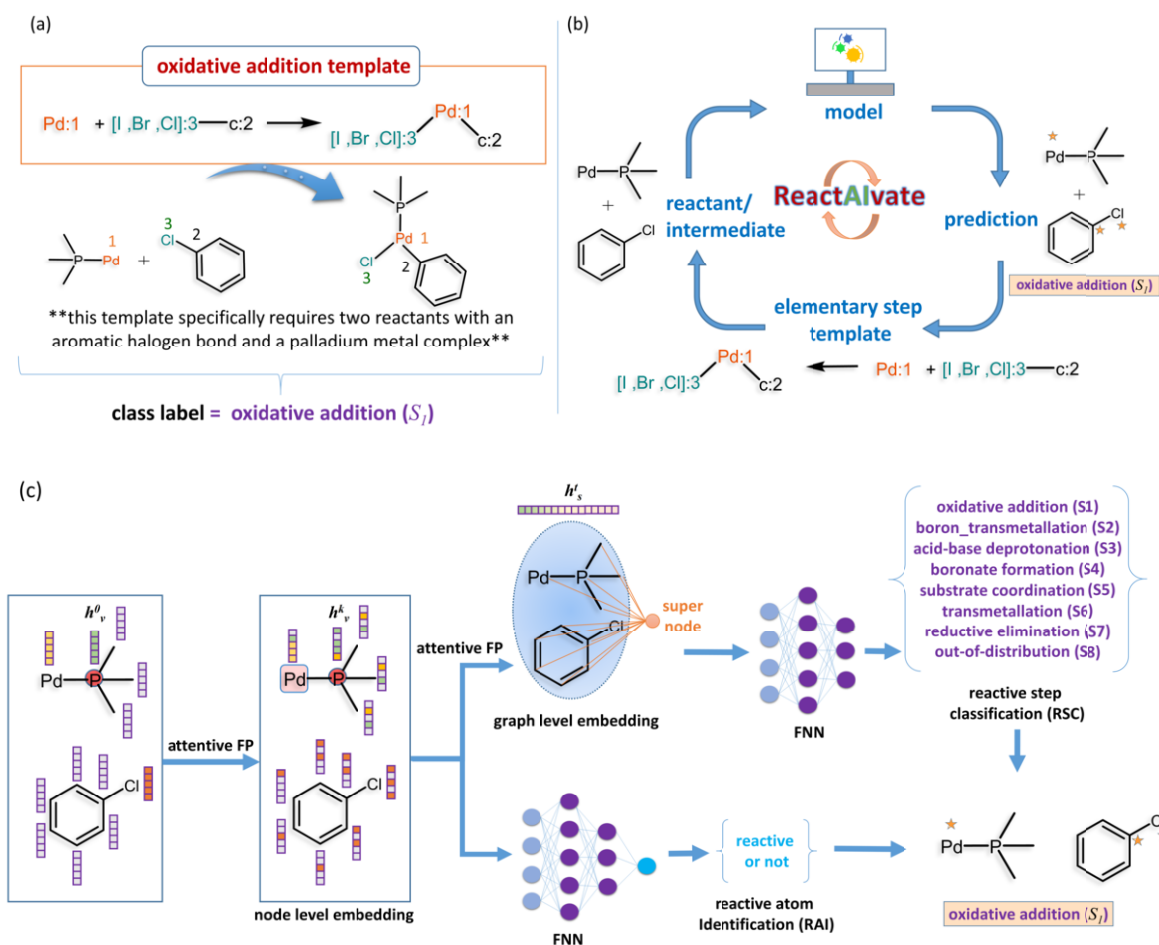 (a)
oxidative addition template
Pd:1 + [I ,Br ,Cl]:3 c:2
Pd:1
[I ,Br ,Cl]:3 c:2
P
3
Cl 2
1
P Pd +
Pd 1
Cl 2
3
**this template specifically requires two reactants with an
aromatic halogen bond and a palladium metal complex**
class label = oxidative addition (S1)
(b)
model
Pd P
+
Cl
reactant/
intermediate
ReactAIvate
prediction
Pd P
+
Cl
oxidative addition (S1)
elementary step
template
Pd:1
[I ,Br ,Cl]:3 c:2
Pd:1 + [I ,Br ,Cl]:3 c:2
(c)
h0v
Pd P
Cl
attentive FP
hkv
Pd P
Cl
node level embedding
attentive FP
hts
Pd P
Cl
super
node
graph level embedding
FNN
oxidative addition (S1)
boron_transmetallation (S2)
acid-base deprotonation (S3)
boronate formation (S4)
substrate coordination (S5)
transmetallation (S6)
reductive elimination (S7)
out-of-distribution (S8)
reactive step
classification (RSC)
FNN
reactive
or not
reactive atom
Identification (RAI)
Pd P
oxidative addition (S1)